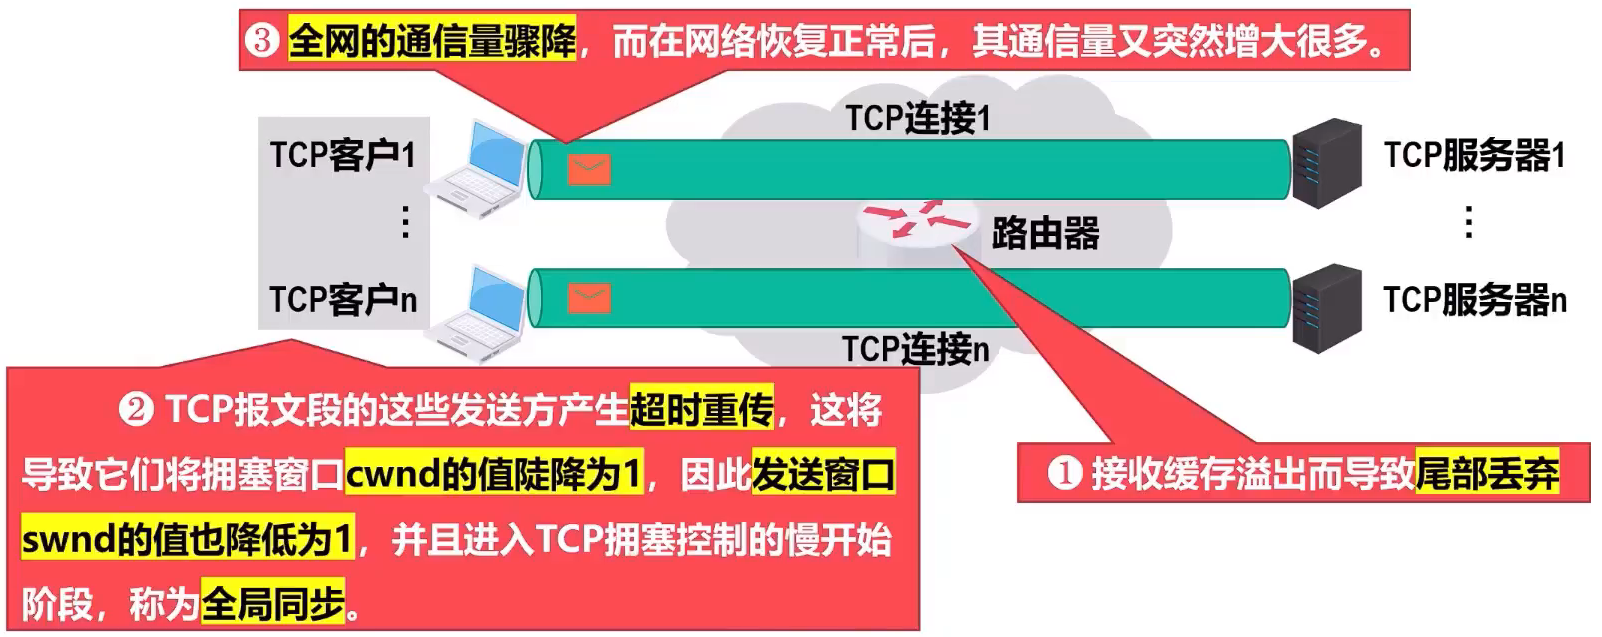 ❸ 全网的通信量骤降，而在网络恢复正常后，其通信量又突然增大很多。
TCP连接1
TCP客户1
TCP服务器1
⋮
⋮
路由器
TCP客户n
TCP服务器n
TCP连接n
❷ TCP报文段的这些发送方产生超时重传，这将
导致它们将拥塞窗口cwnd的值陡降为1，因此发送窗口
swnd的值也降低为1，并且进入TCP拥塞控制的慢开始
阶段，称为全局同步。
❶ 接收缓存溢出而导致尾部丢弃